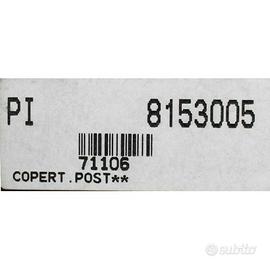 PI 8153005
71106
COPERT.POST**
subito